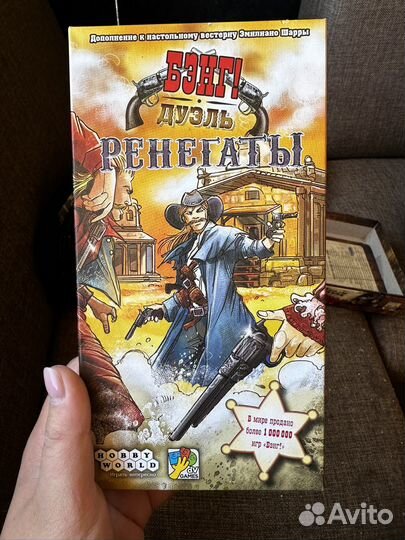 Дополнение к настольному вестерну Эмилиано Шарры
БЭНГ!
ДУЭЛЬ
РЕНЕГАТЫ
В мире продано
более 1 000 000
игр «Бэнг!»
HOBBY
WORLD
Играть интересно
dV
GAMES
Avito